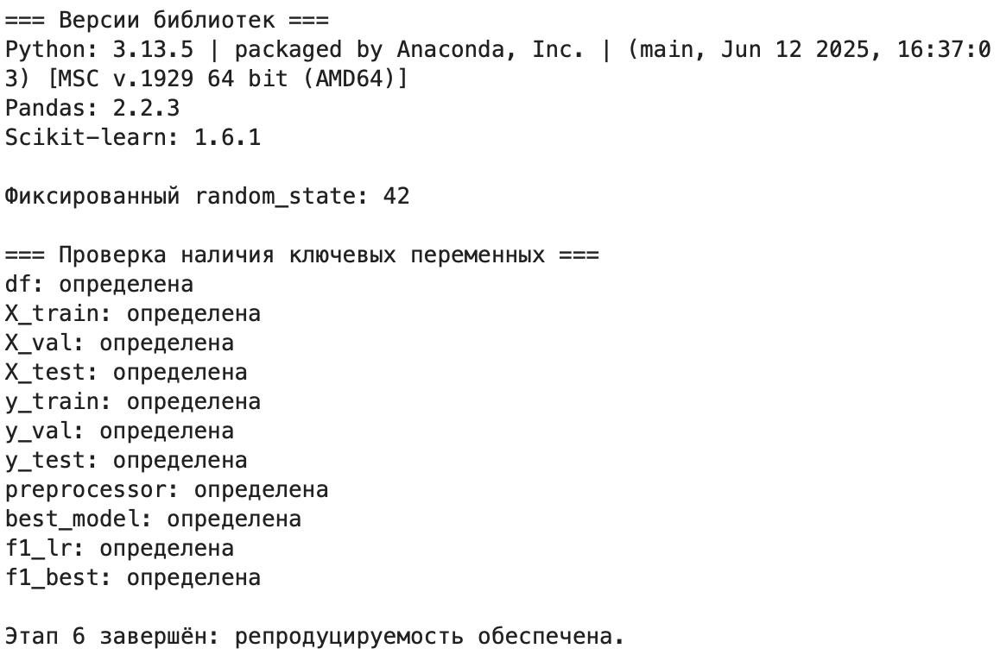 === Версии библиотек ===
Python: 3.13.5 | packaged by Anaconda, Inc. | (main, Jun 12 2025, 16:37:0
3) [MSC v.1929 64 bit (AMD64)]
Pandas: 2.2.3
Scikit-learn: 1.6.1
Фиксированный random_state: 42
=== Проверка наличия ключевых переменных ===
df: определена
X_train: определена
X_val: определена
X_test: определена
y_train: определена
y_val: определена
y_test: определена
preprocessor: определена
best_model: определена
f1_lr: определена
f1_best: определена
Этап 6 завершён: репродуцируемость обеспечена.